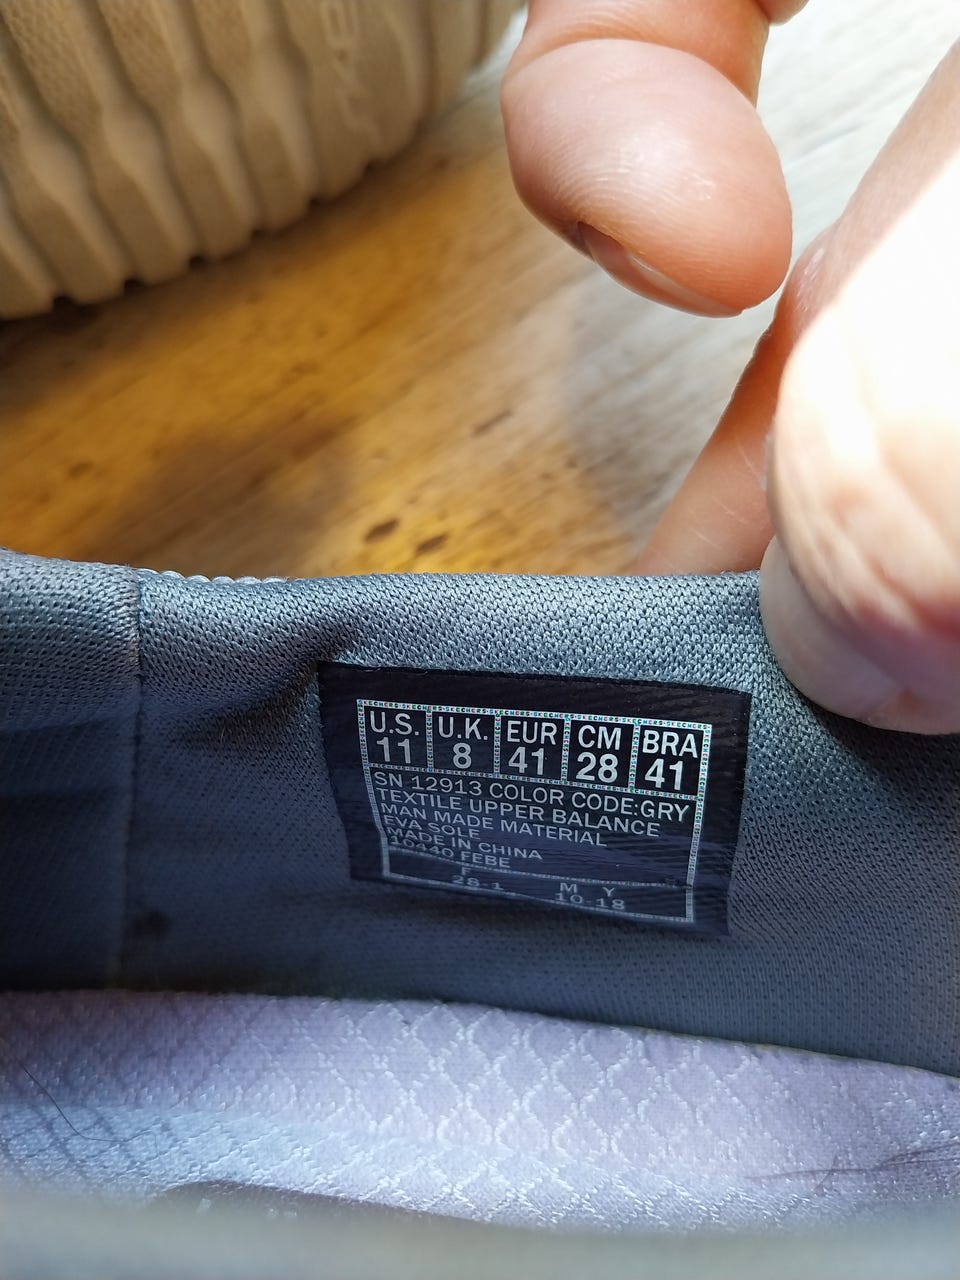 U.S. U.K. EUR CM BRA
11 8 41 28 41
SN 12913 COLOR CODE:GRY
TEXTILE UPPER BALANCE
MAN MADE MATERIAL
EVA SOLE
MADE IN CHINA
10440 FEBE
F M Y
28-1 10-18